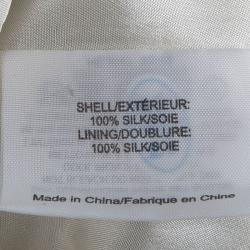 SHELL/EXTÉRIEUR:
100% SILK/SOIE
LINING/DOUBLURE:
100% SILK/SOIE
Made in China/Fabrique en Chine